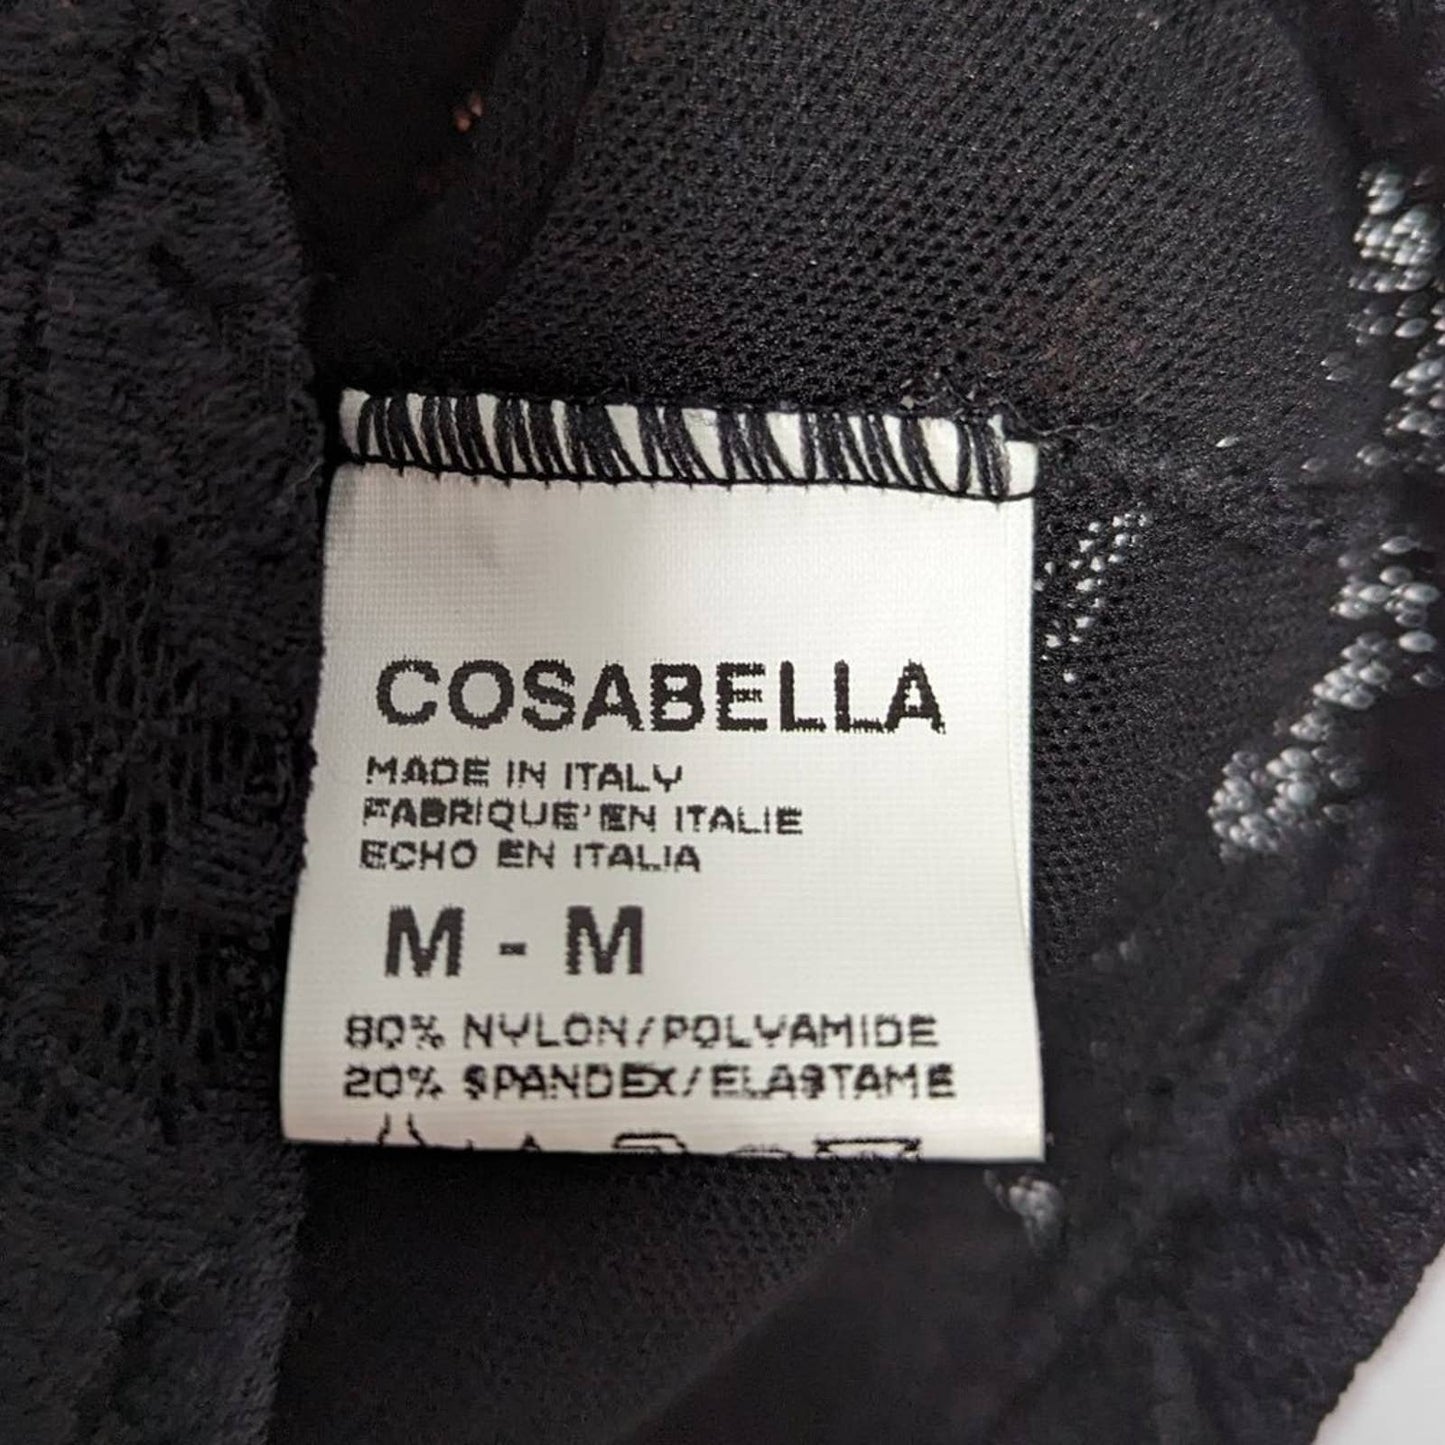 COSABELLA
MADE IN ITALY
FABRIQUE'EN ITALIE
ECHO EN ITALIA
M - M
80% NYLON/POLYAMIDE
20% SPANDEX/ELASTAME